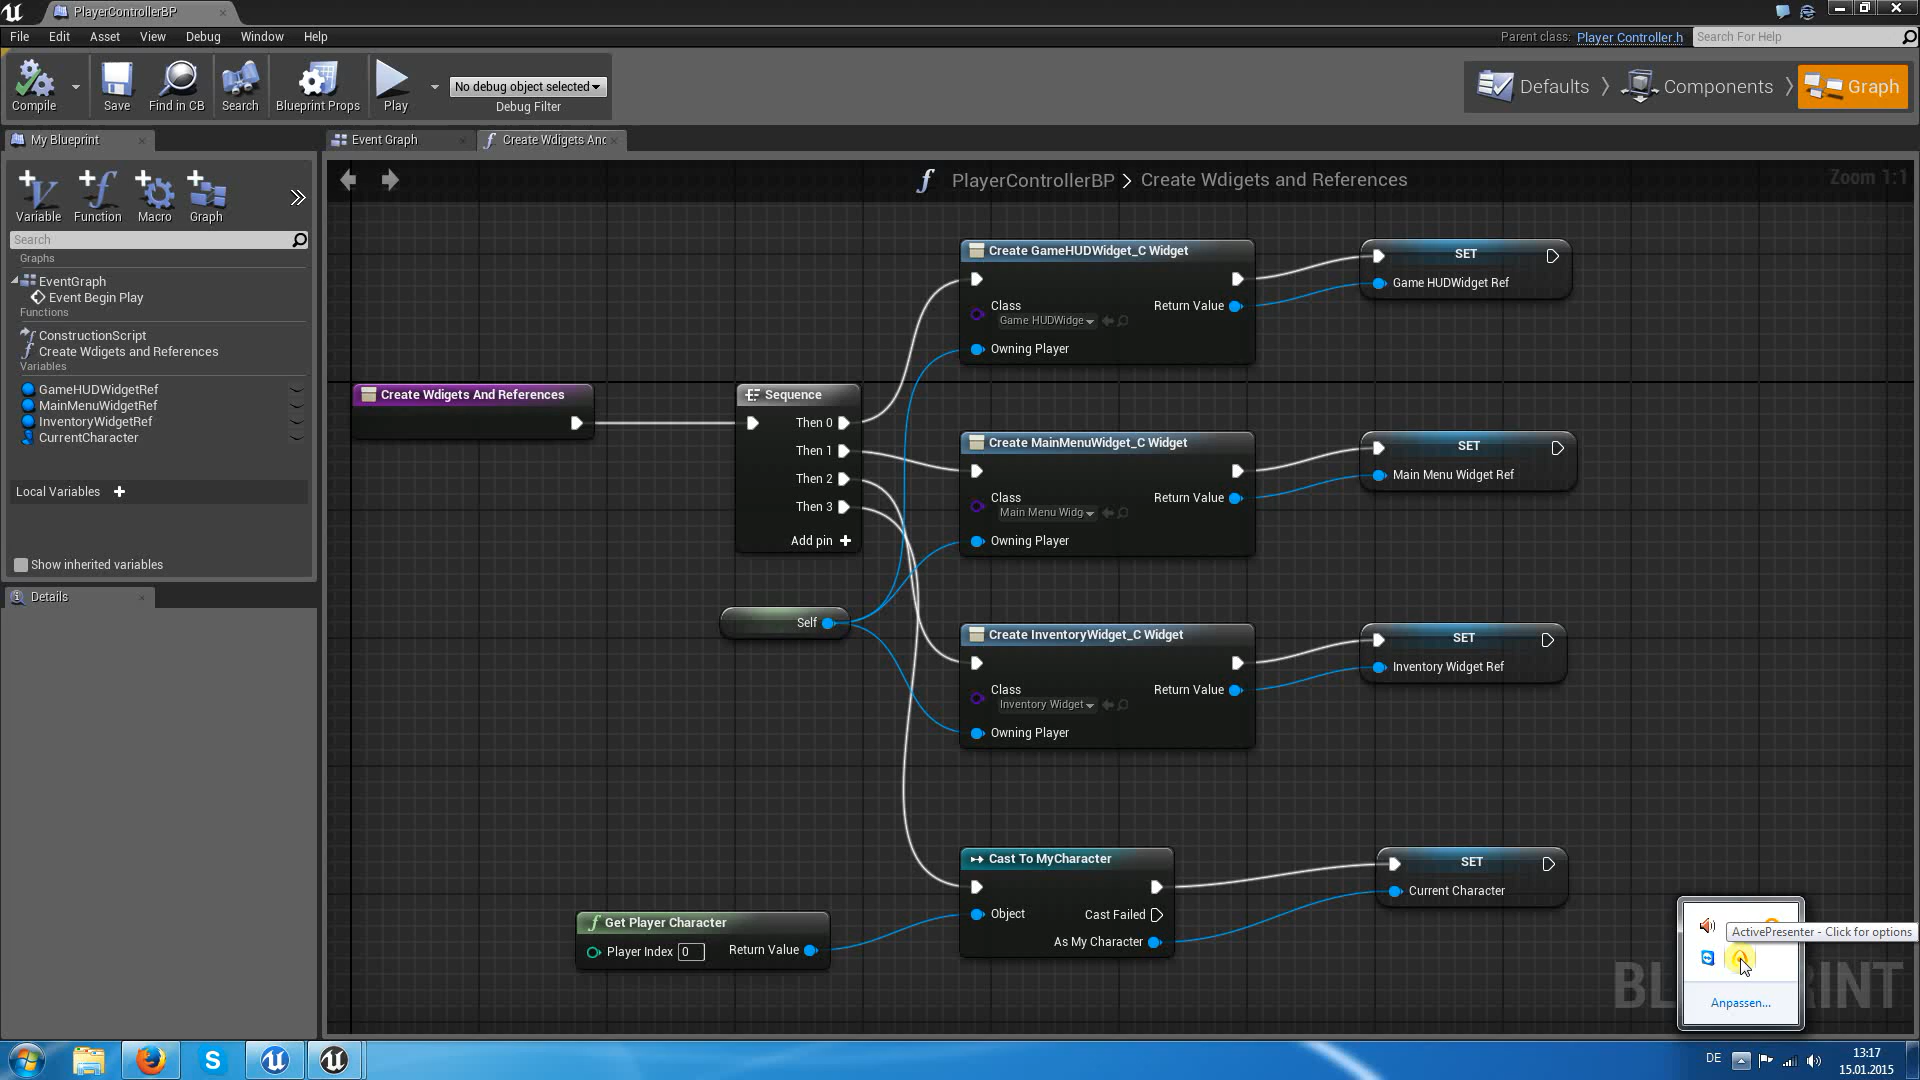 PlayerControllerBP
File Edit Asset View Debug Window Help
Parent class: Player Controller.h Search For Help
Compile Save Find in CB Search Blueprint Props Play
No debug object selected
Debug Filter
Defaults Components Graph
My Blueprint
Event Graph
Create Wdigets And
Variable Function Macro Graph
Search
Graphs
EventGraph
Event Begin Play
Functions
ConstructionScript
Create Wdigets and References
Variables
GameHUDWidgetRef
MainMenuWidgetRef
InventoryWidgetRef
CurrentCharacter
Local Variables
Show inherited variables
Details
PlayerControllerBP > Create Wdigets and References
Zoom 1:1
Create GameHUDWidget_C Widget
Class
Game HUDWidge
Return Value
Owning Player
SET
Game HUDWidget Ref
Create Wdigets And References
Sequence
Then 0
Then 1
Then 2
Then 3
Add pin
Create MainMenuWidget_C Widget
Class
Main Menu Widg
Return Value
Owning Player
SET
Main Menu Widget Ref
Self
Create InventoryWidget_C Widget
Class
Inventory Widget
Return Value
Owning Player
SET
Inventory Widget Ref
Cast To MyCharacter
Object
Cast Failed
As My Character
SET
Current Character
Get Player Character
Player Index 0
Return Value
ActivePresenter - Click for options
Anpassen...
DE
13:17
15.01.2015